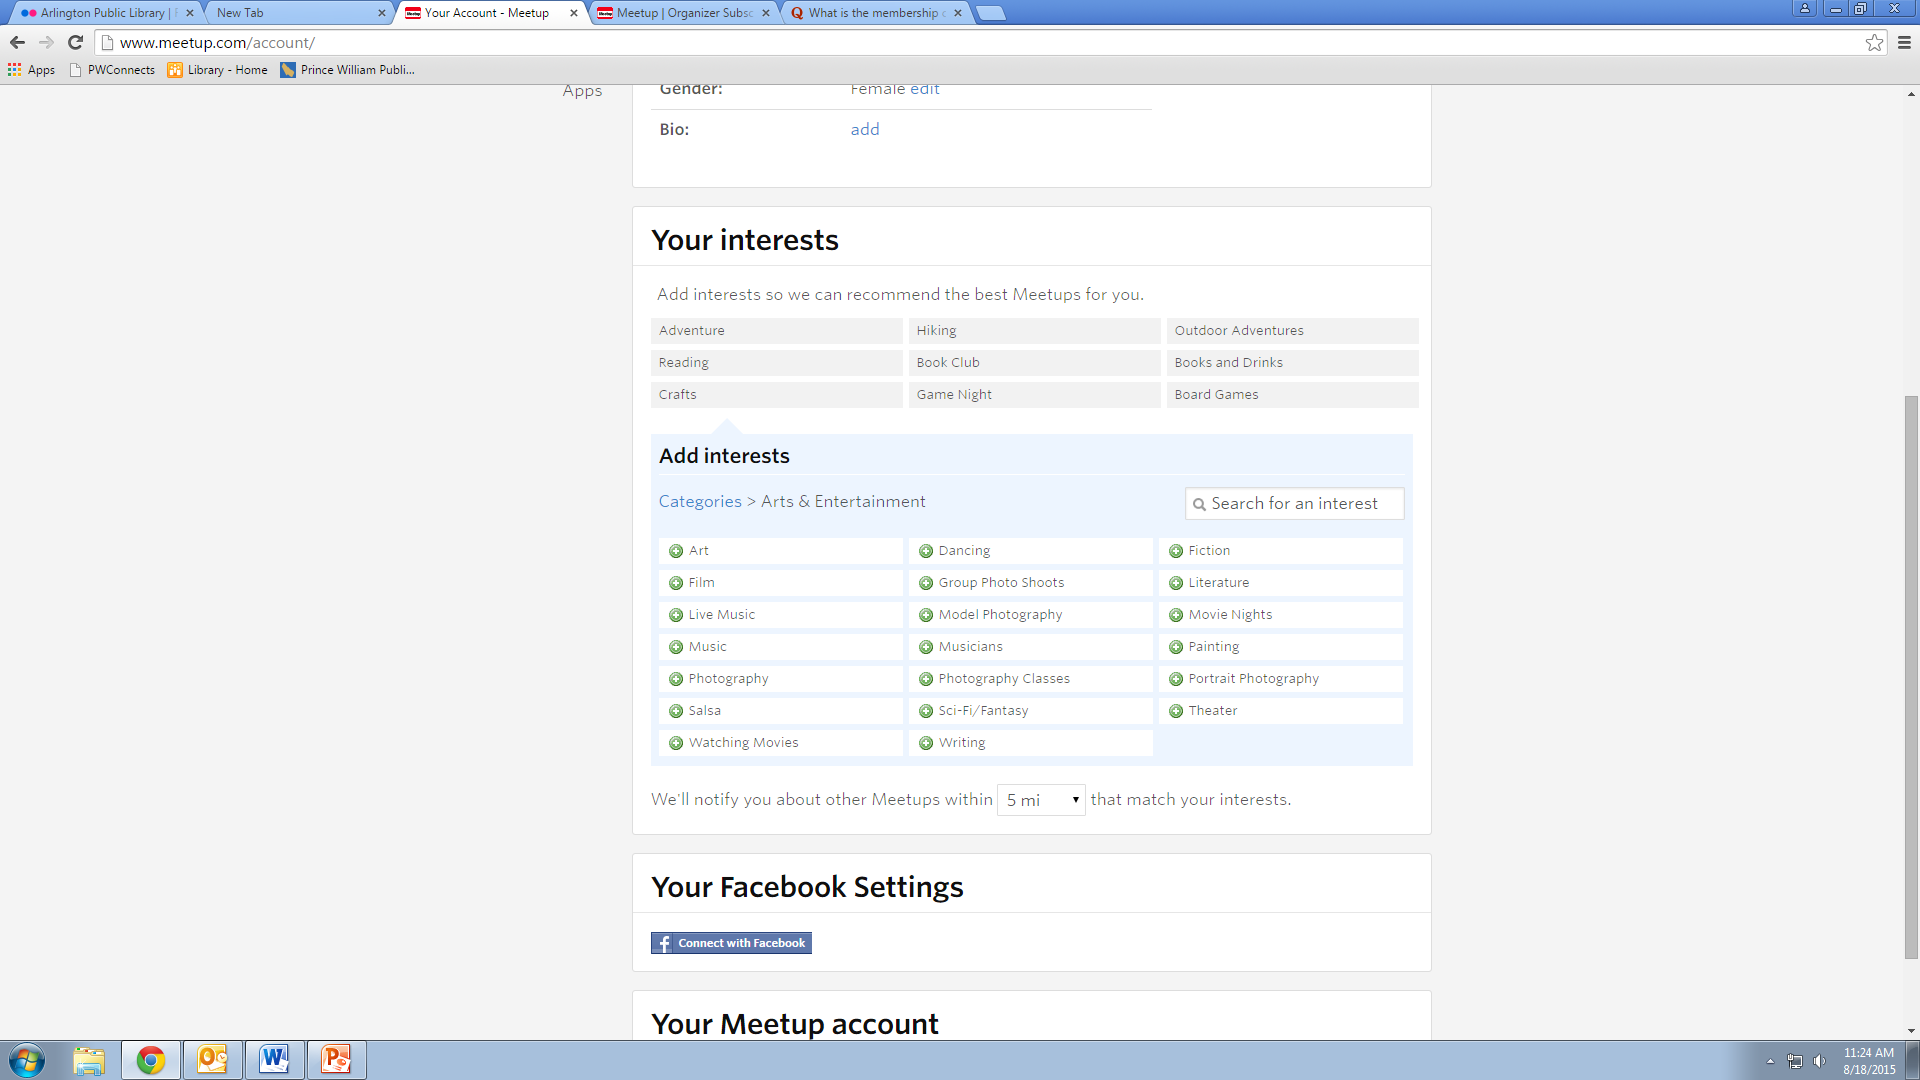 Arlington Public Library |
New Tab
Your Account - Meetup
Meetup | Organizer Subsc
What is the membership
www.meetup.com/account/
Apps
PWConnects
Library - Home
Prince William Publi...
Apps
Gender: Female edit
Bio: add
Your interests
Add interests so we can recommend the best Meetups for you.
Adventure Hiking Outdoor Adventures
Reading Book Club Books and Drinks
Crafts Game Night Board Games
Add interests
Categories > Arts & Entertainment
Search for an interest
Art Dancing Fiction
Film Group Photo Shoots Literature
Live Music Model Photography Movie Nights
Music Musicians Painting
Photography Photography Classes Portrait Photography
Salsa Sci-Fi/Fantasy Theater
Watching Movies Writing
We'll notify you about other Meetups within 5 mi that match your interests.
Your Facebook Settings
Connect with Facebook
Your Meetup account
11:24 AM
8/18/2015